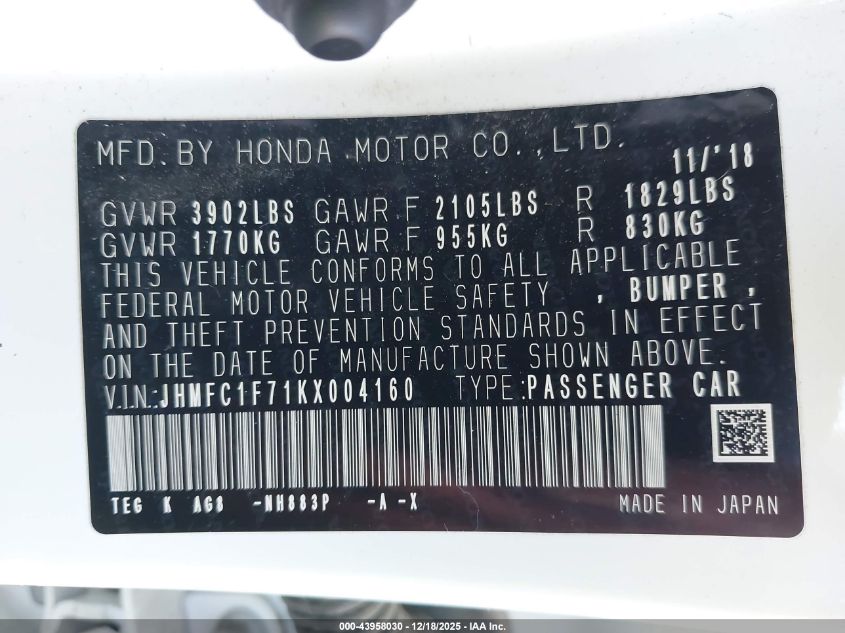 MFD. BY HONDA MOTOR CO., LTD. 11/'18
GVWR 3902LBS GAWR F 2105LBS R 1829LBS
GVWR 1770KG GAWR F 955KG R 830KG
THIS VEHICLE CONFORMS TO ALL APPLICABLE
FEDERAL MOTOR VEHICLE SAFETY , BUMPER ,
AND THEFT PREVENTION STANDARDS IN EFFECT
ON THE DATE OF MANUFACTURE SHOWN ABOVE.
V.I.N.:JHMFC1F71KX004160 TYPE:PASSENGER CAR
TEG K AG8 -NH883P -A -X MADE IN JAPAN
000-43958030 - 12/18/2025 - IAA Inc.